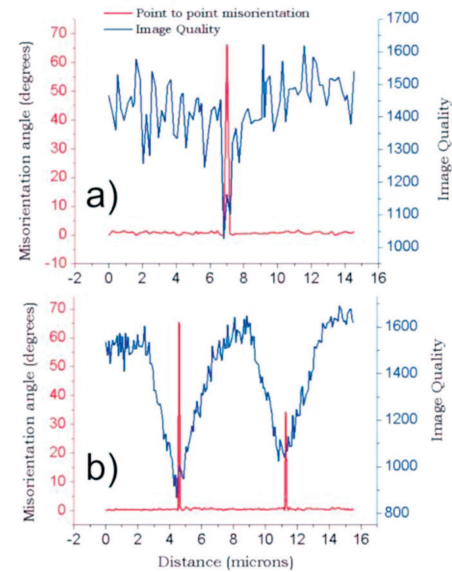 Point to point misorientation
Image Quality
a)
Misorientation angle (degrees)
70
60
50
40
30
20
10
0
-10
1700
1600
1500
1400
1300
1200
1100
1000
Image Quality
-2 0 2 4 6 8 10 12 14 16
b)
Misorientation angle (degrees)
70
60
50
40
30
20
10
0
1600
1400
1200
1000
800
Image Quality
-2 0 2 4 6 8 10 12 14 16
Distance (microns)